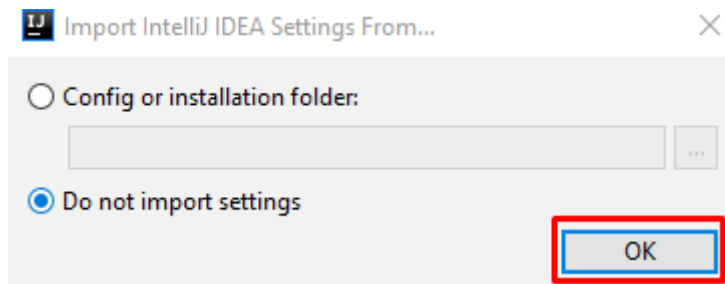 IJ Import IntelliJ IDEA Settings From...
Config or installation folder:
...
Do not import settings
OK